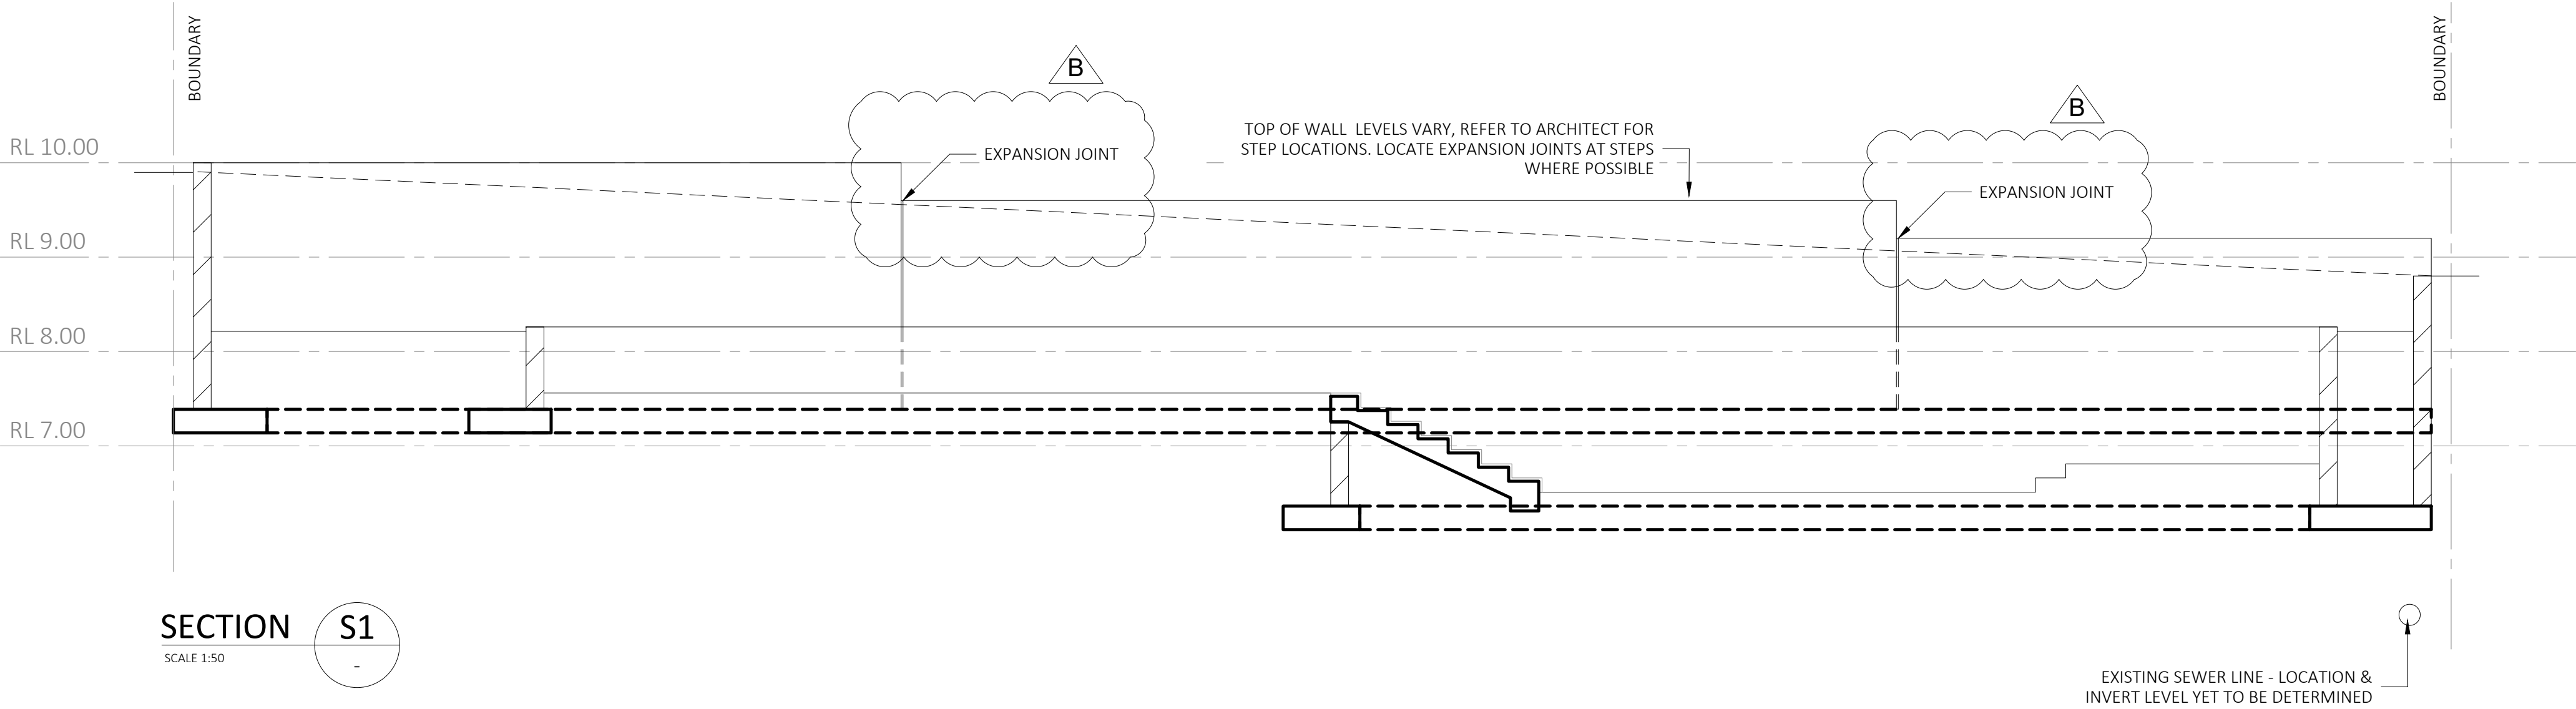 BOUNDARY
BOUNDARY
B
B
RL 10.00
EXPANSION JOINT
TOP OF WALL  LEVELS VARY, REFER TO ARCHITECT FOR
STEP LOCATIONS. LOCATE EXPANSION JOINTS AT STEPS
WHERE POSSIBLE
EXPANSION JOINT
RL 9.00
RL 8.00
RL 7.00
SECTION
S1
SCALE 1:50
-
EXISTING SEWER LINE - LOCATION &
INVERT LEVEL YET TO BE DETERMINED